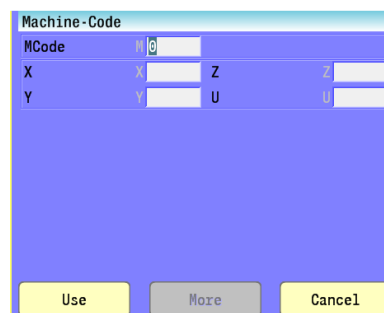 Machine-Code
MCode M 0
X X Z Z
Y Y U U
Use More Cancel